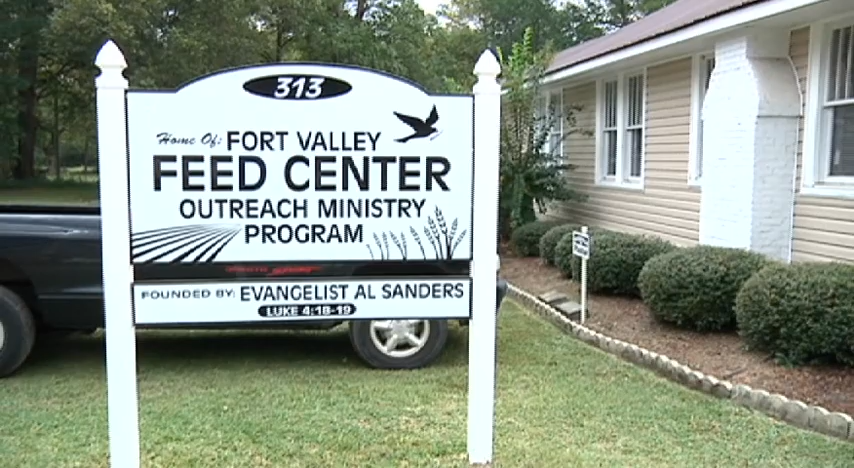 313
Home Of: FORT VALLEY
FEED CENTER
OUTREACH MINISTRY
PROGRAM
FOUNDED BY: EVANGELIST AL SANDERS
LUKE 4:18-19